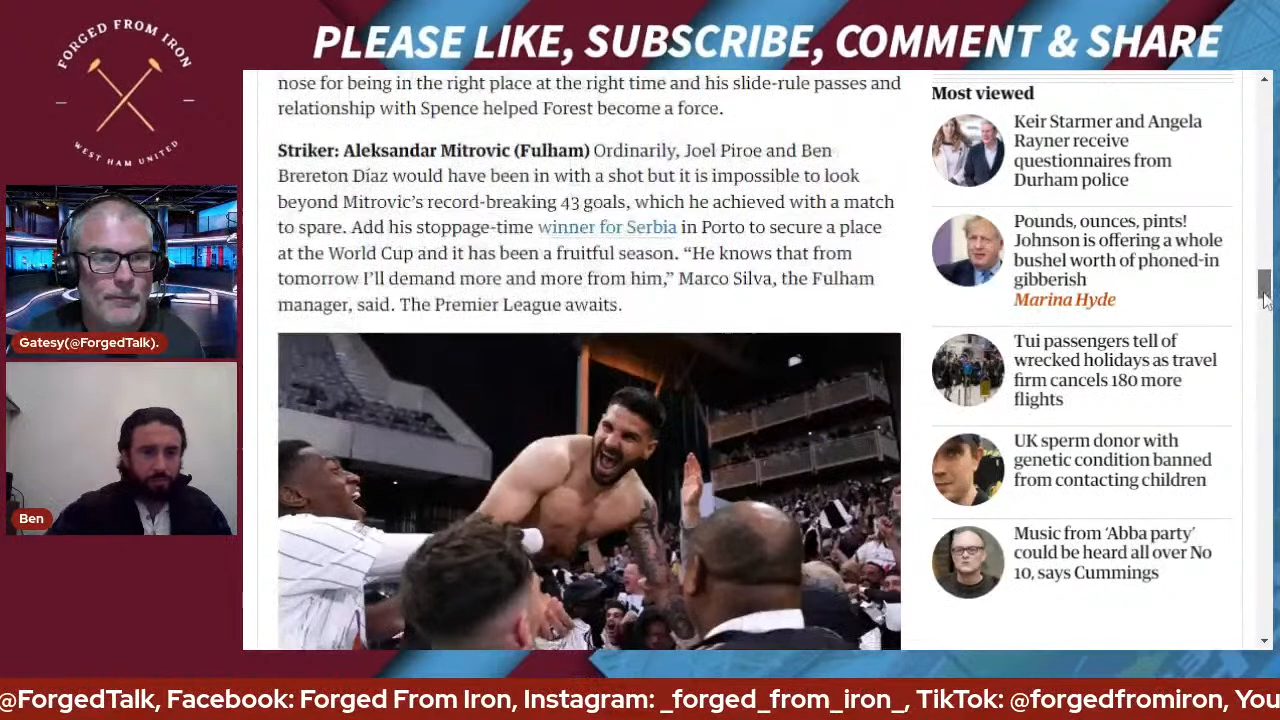 FORGED FROM IRON
WEST HAM UNITED
PLEASE LIKE, SUBSCRIBE, COMMENT & SHARE
Gatesy(@ForgedTalk).
Ben
nose for being in the right place at the right time and his slide-rule passes and
relationship with Spence helped Forest become a force.
Striker: Aleksandar Mitrovic (Fulham) Ordinarily, Joel Piroe and Ben
Brereton Díaz would have been in with a shot but it is impossible to look
beyond Mitrovic’s record-breaking 43 goals, which he achieved with a match
to spare. Add his stoppage-time winner for Serbia in Porto to secure a place
at the World Cup and it has been a fruitful season. “He knows that from
tomorrow I’ll demand more and more from him,” Marco Silva, the Fulham
manager, said. The Premier League awaits.
Most viewed
Keir Starmer and Angela
Rayner receive
questionnaires from
Durham police
Pounds, ounces, pints!
Johnson is offering a whole
bushel worth of phoned-in
gibberish
Marina Hyde
Tui passengers tell of
wrecked holidays as travel
firm cancels 180 more
flights
UK sperm donor with
genetic condition banned
from contacting children
Music from ‘Abba party’
could be heard all over No
10, says Cummings
@ForgedTalk, Facebook: Forged From Iron, Instagram: _forged_from_iron_, TikTok: @forgedfromiron, You